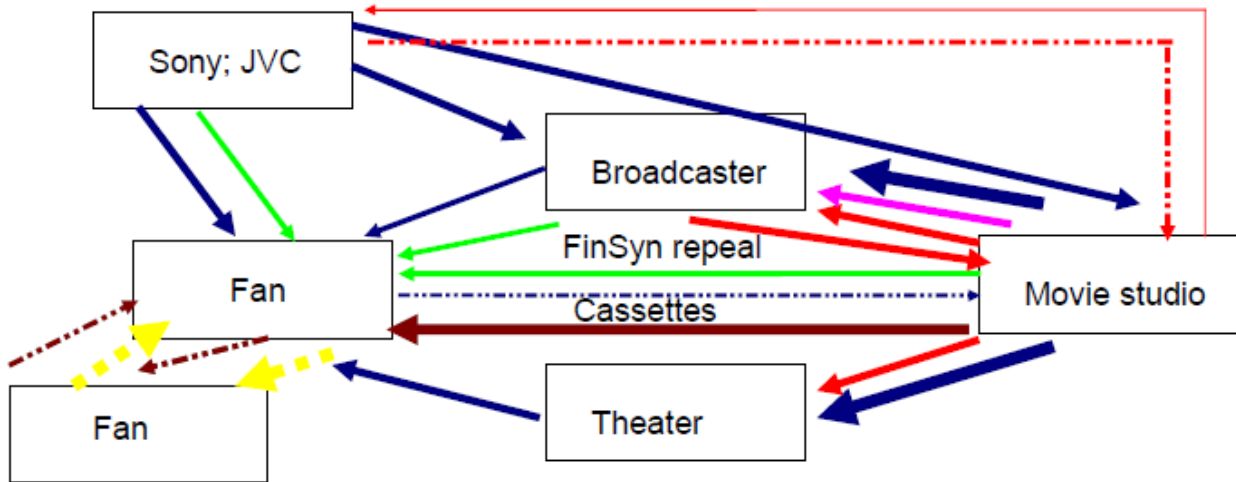 Sony; JVC
Broadcaster
FinSyn repeal
Fan
Movie studio
Cassettes
Fan
Theater